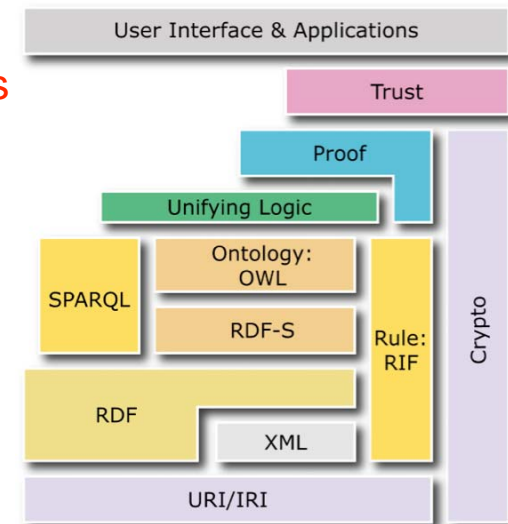 User Interface & Applications
s
Trust
Proof
Unifying Logic
Ontology:
OWL
SPARQL
RDF-S
Rule:
RIF
Crypto
RDF
XML
URI/IRI